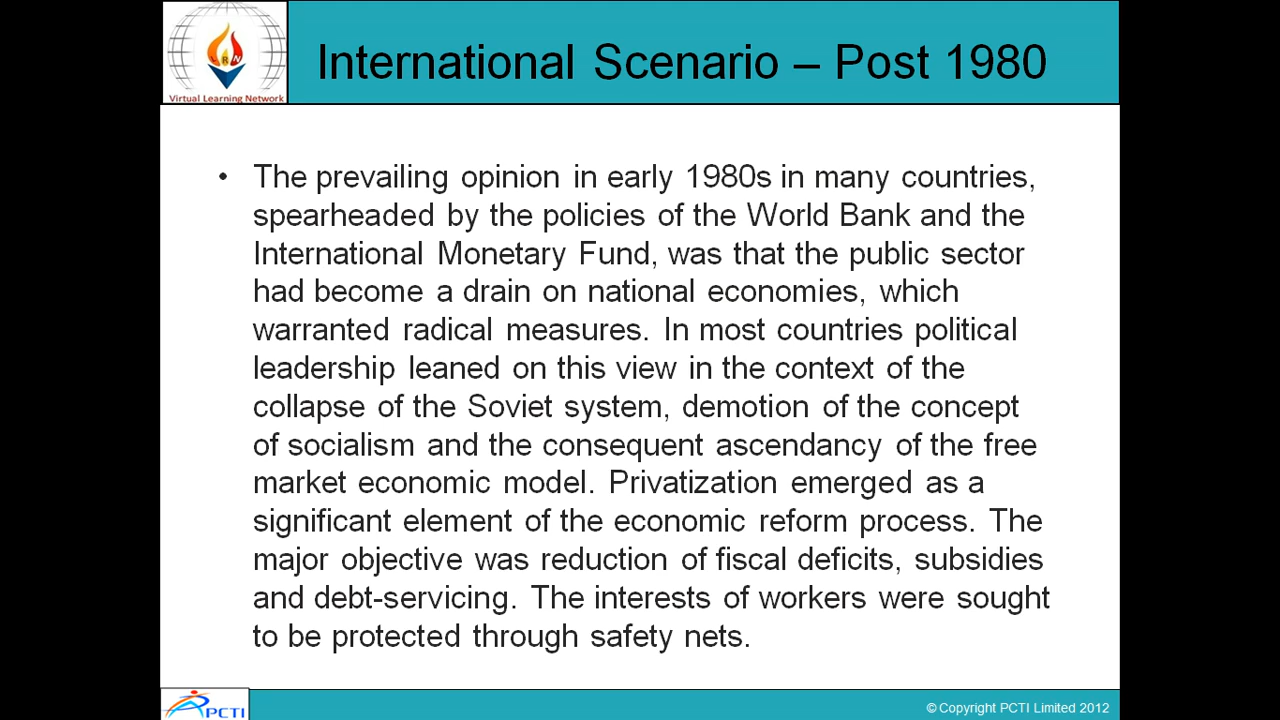 International Scenario – Post 1980
LRN
Virtual Learning Network
• The prevailing opinion in early 1980s in many countries,
spearheaded by the policies of the World Bank and the
International Monetary Fund, was that the public sector
had become a drain on national economies, which
warranted radical measures. In most countries political
leadership leaned on this view in the context of the
collapse of the Soviet system, demotion of the concept
of socialism and the consequent ascendancy of the free
market economic model. Privatization emerged as a
significant element of the economic reform process. The
major objective was reduction of fiscal deficits, subsidies
and debt-servicing. The interests of workers were sought
to be protected through safety nets.
PCTI
© Copyright PCTI Limited 2012